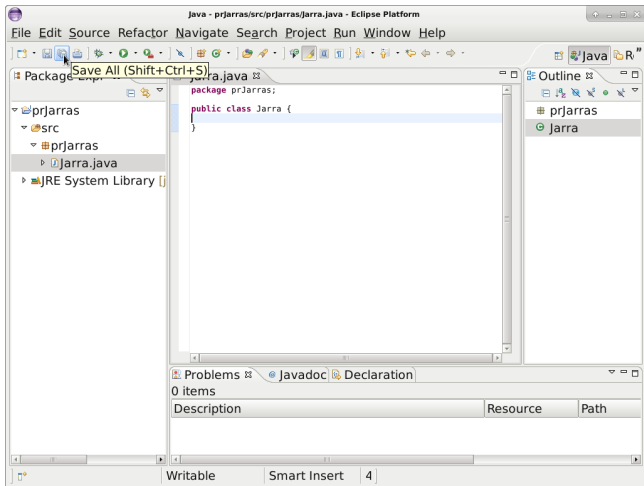 Java - prJarras/src/prJarras/Jarra.java - Eclipse Platform
File Edit Source Refactor Navigate Search Project Run Window Help
Java
Save All (Shift+Ctrl+S)
Package
Jarra.java
Outline
prJarras
src
prJarras
Jarra.java
JRE System Library [j
package prJarras;
public class Jarra {
}
prJarras
Jarra
Problems Javadoc Declaration
0 items
Description Resource Path
Writable Smart Insert 4